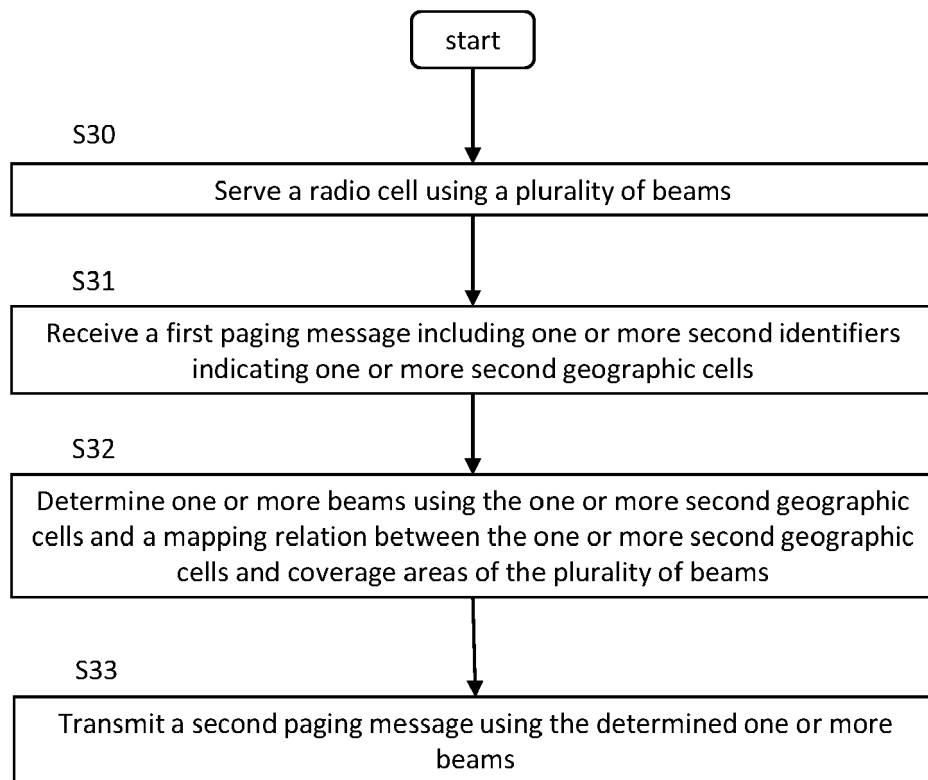 start
S30
Serve a radio cell using a plurality of beams
S31
Receive a first paging message including one or more second identifiers
indicating one or more second geographic cells
S32
Determine one or more beams using the one or more second geographic
cells and a mapping relation between the one or more second geographic
cells and coverage areas of the plurality of beams
S33
Transmit a second paging message using the determined one or more
beams